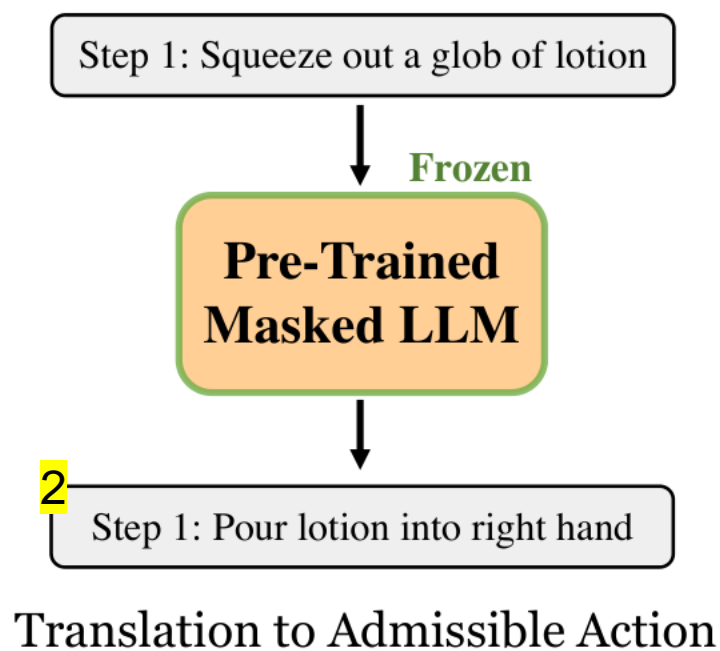 Step 1: Squeeze out a glob of lotion
Frozen
Pre-Trained
Masked LLM
2
Step 1: Pour lotion into right hand
Translation to Admissible Action